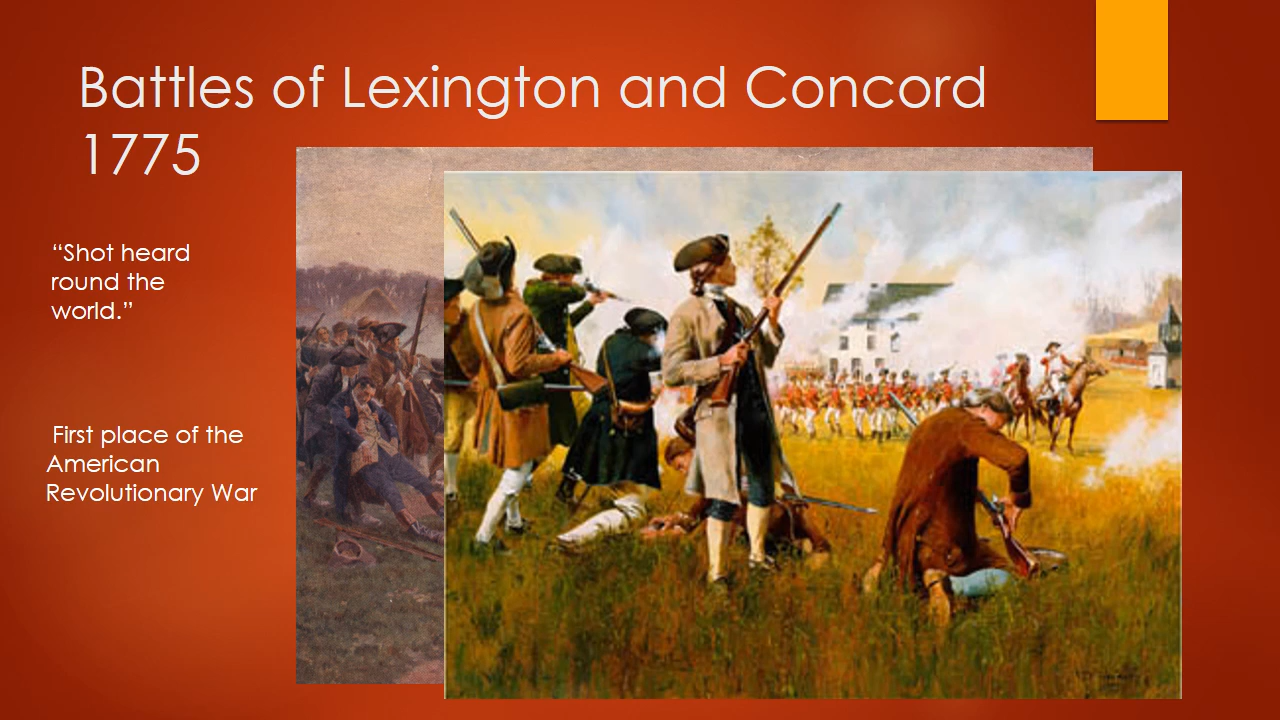 Battles of Lexington and Concord
1775
“Shot heard
round the
world.”
First place of the
American
Revolutionary War